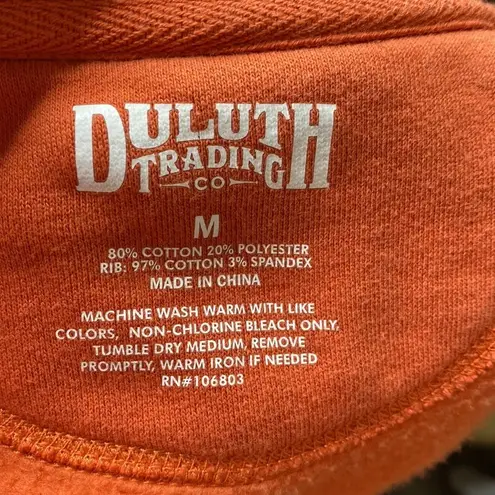 DULUTH
TRADING
CO
M
80% COTTON 20% POLYESTER
RIB: 97% COTTON 3% SPANDEX
MADE IN CHINA
MACHINE WASH WARM WITH LIKE
COLORS, NON-CHLORINE BLEACH ONLY,
TUMBLE DRY MEDIUM, REMOVE
PROMPTLY, WARM IRON IF NEEDED
RN#106803